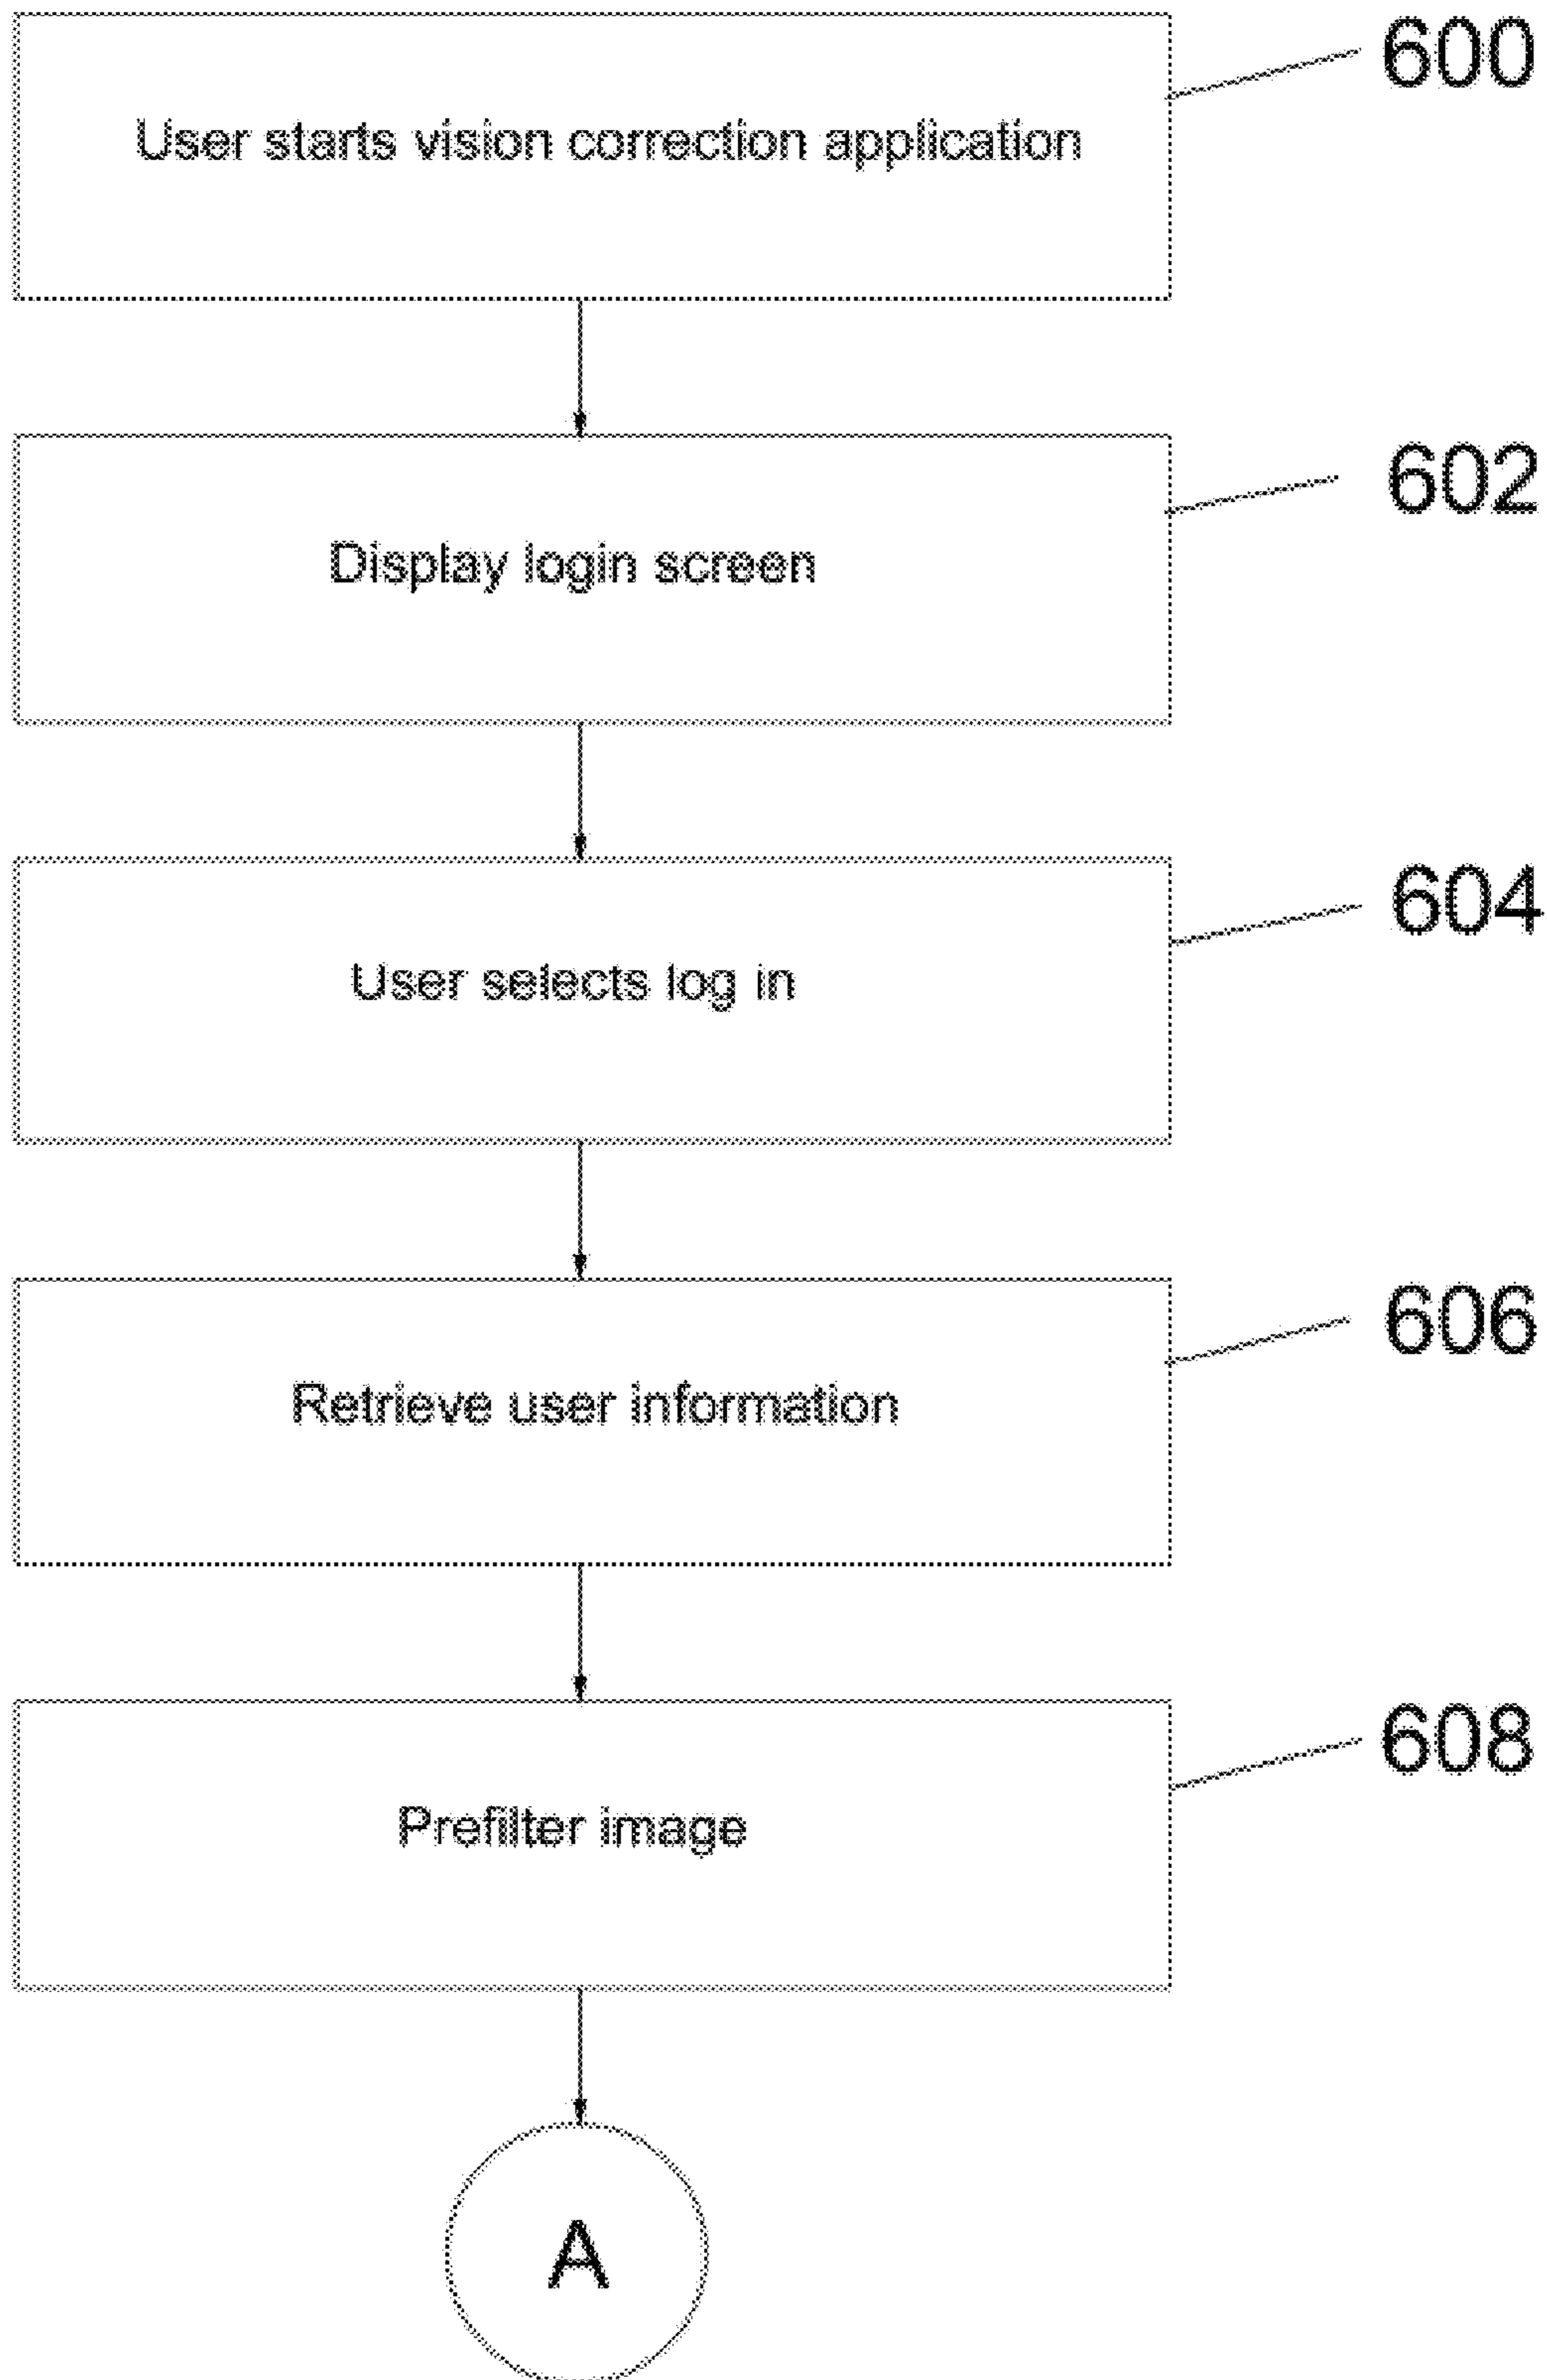 User starts vision correction application
600
Display login screen
602
User selects log in
604
Retrieve user information
606
Prefilter image
608
A